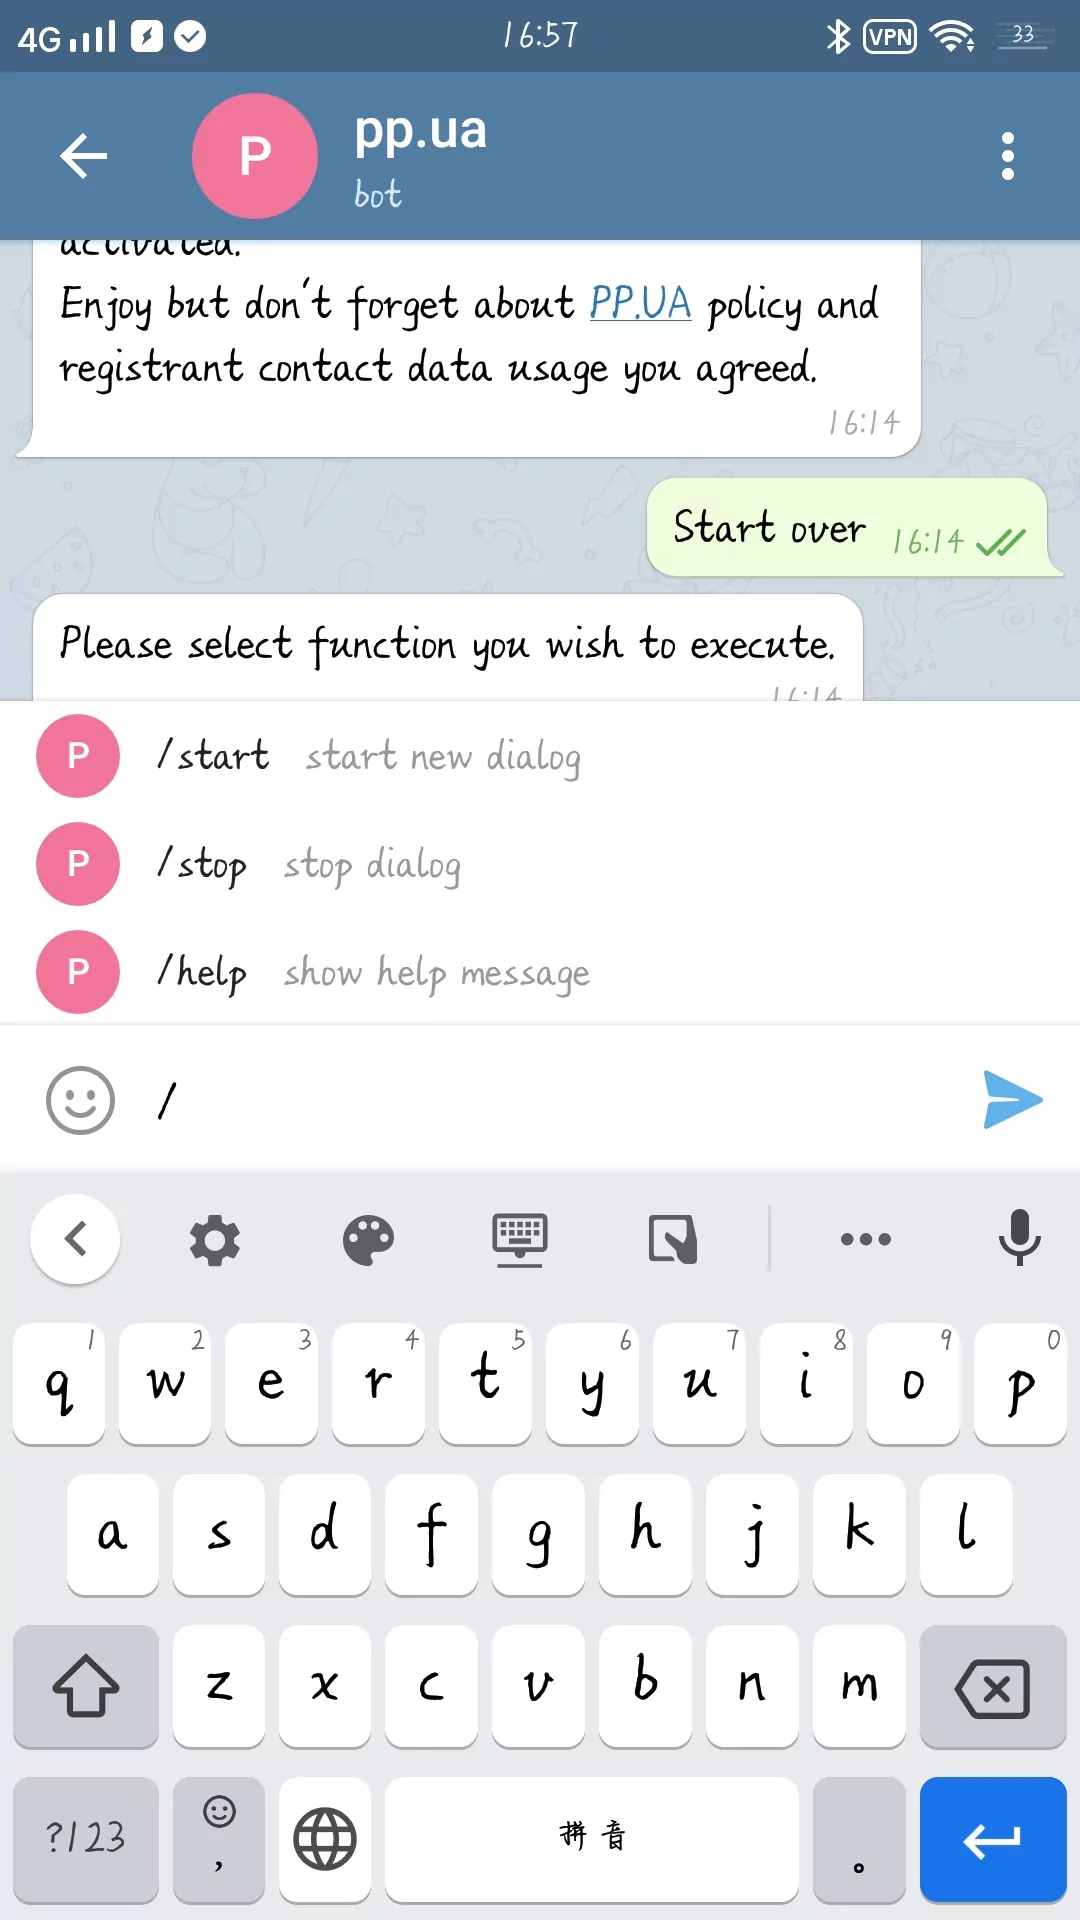 4G 16:57 VPN 33
P pp.ua
bot
activated.
Enjoy but don't forget about PP.UA policy and
registrant contact data usage you agreed.
16:14
Start over 16:14
Please select function you wish to execute.
16:14
P /start start new dialog
P /stop stop dialog
P /help show help message
/
1 2 3 4 5 6 7 8 9 0
q w e r t y u i o p
a s d f g h j k l
z x c v b n m
?123 , 拼音 。